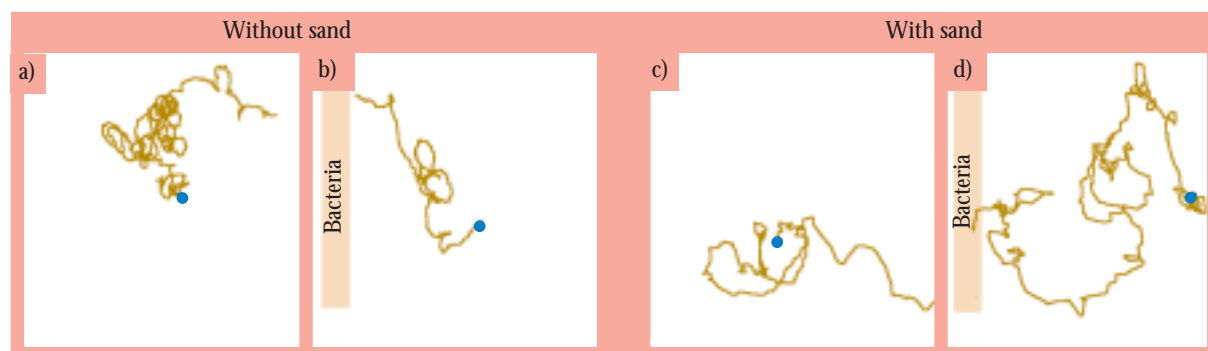 Without sand
With sand
a)
b)
c)
d)
Bacteria
Bacteria